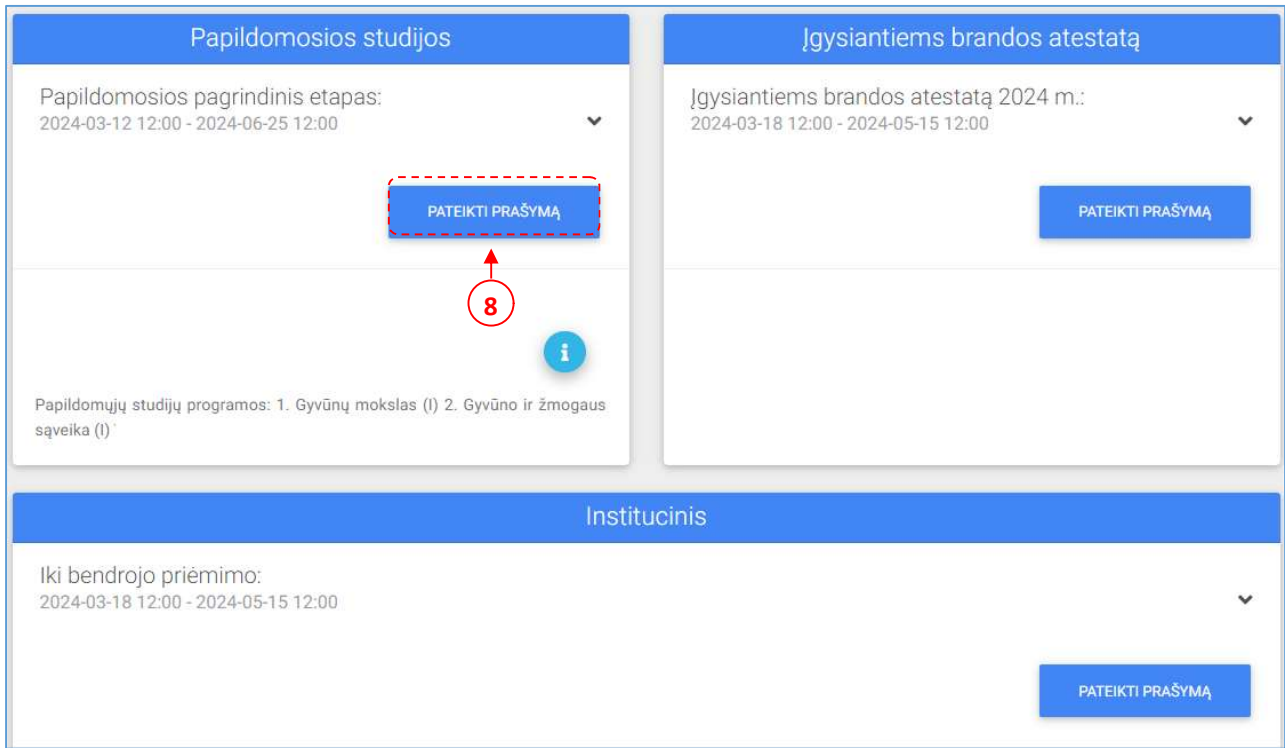 Papildomosios studijos
Papildomosios pagrindinis etapas:
2024-03-12 12:00 - 2024-06-25 12:00
PATEIKTI PRAŠYMĄ
8
i
Papildomųjų studijų programos: 1. Gyvūnų mokslas (I) 2. Gyvūno ir žmogaus
sąveika (I)
Įgysiantiems brandos atestatą
Įgysiantiems brandos atestatą 2024 m.:
2024-03-18 12:00 - 2024-05-15 12:00
PATEIKTI PRAŠYMĄ
Institucinis
Iki bendrojo priėmimo:
2024-03-18 12:00 - 2024-05-15 12:00
PATEIKTI PRAŠYMĄ